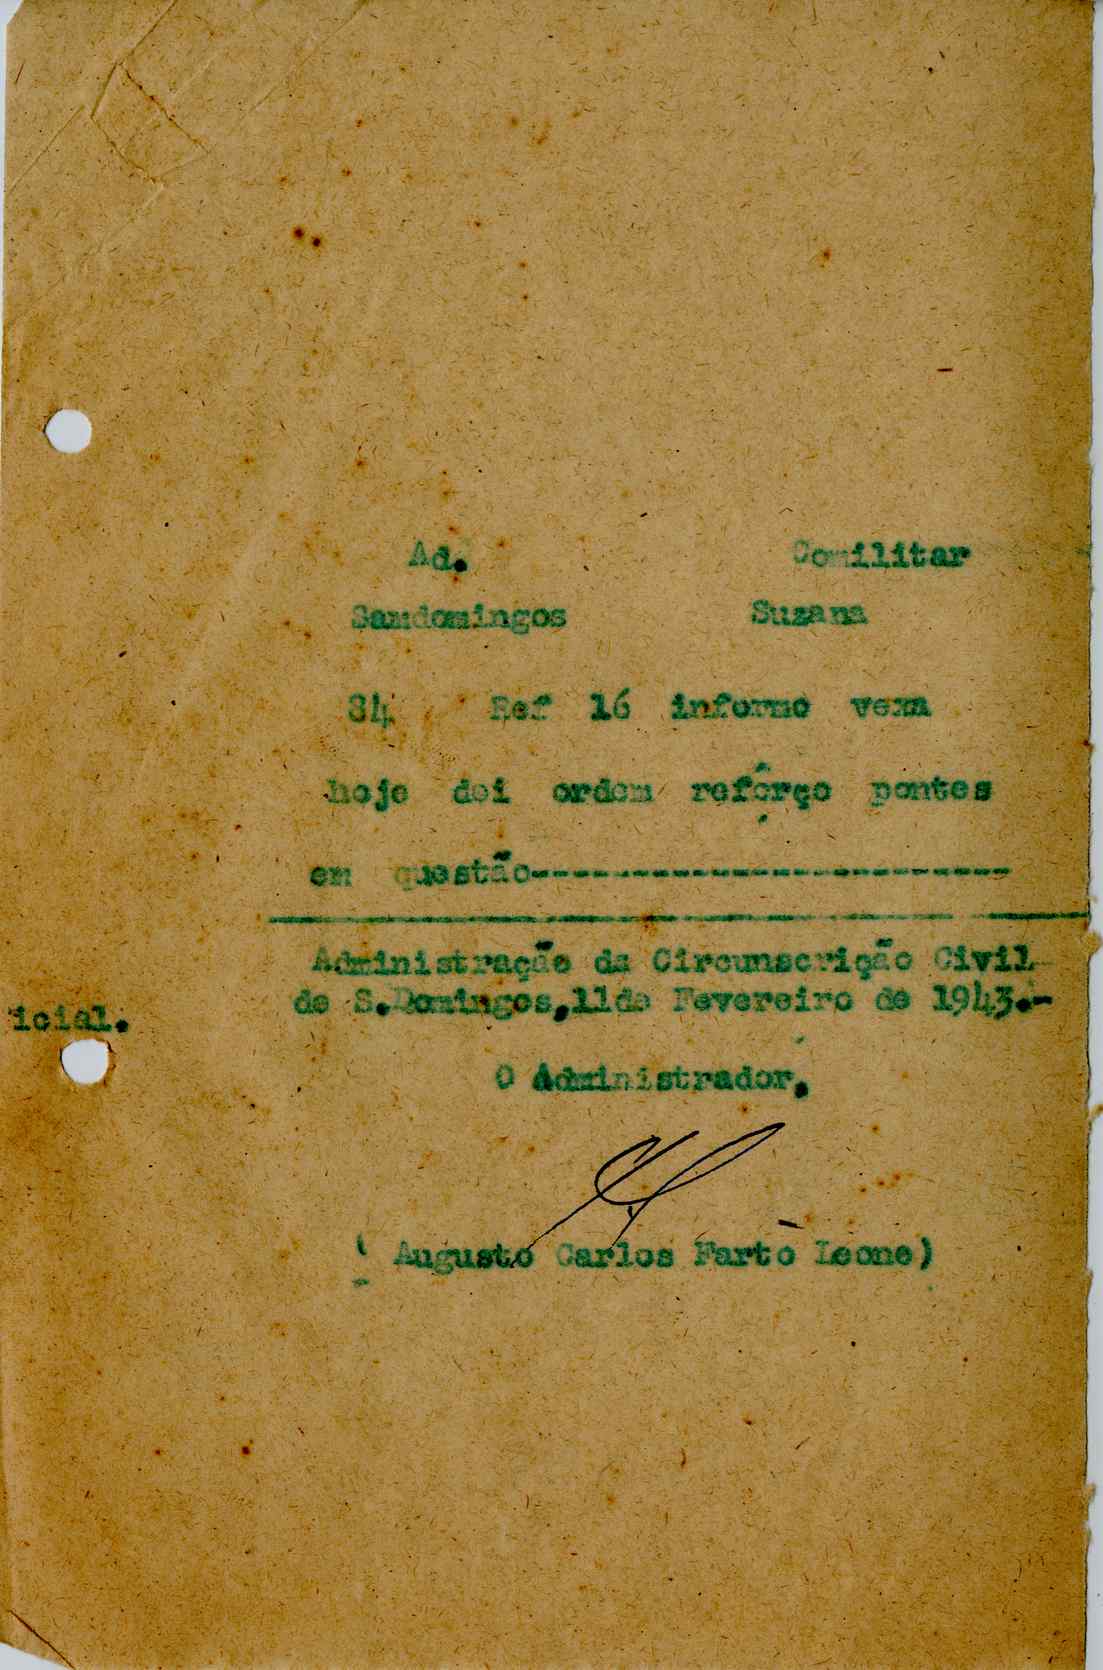 Ad. Comilitar
Samdomingos Suzana
84 Ref 16 informo vexa
hoje dei ordem refôrço pontes
em questão--------------------------
Administração da Circunscrição Civil
de S.Domingos,11de Fevereiro de 1943.-
icial.
O Administrador,
( Augusto Carlos Farto Leone)